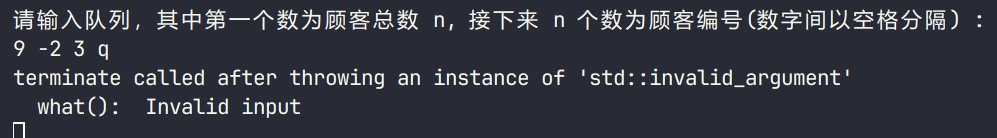 请输入队列，其中第一个数为顾客总数 n, 接下来 n 个数为顾客编号(数字间以空格分隔) :
9 -2 3 q
terminate called after throwing an instance of 'std::invalid_argument'
  what():  Invalid input